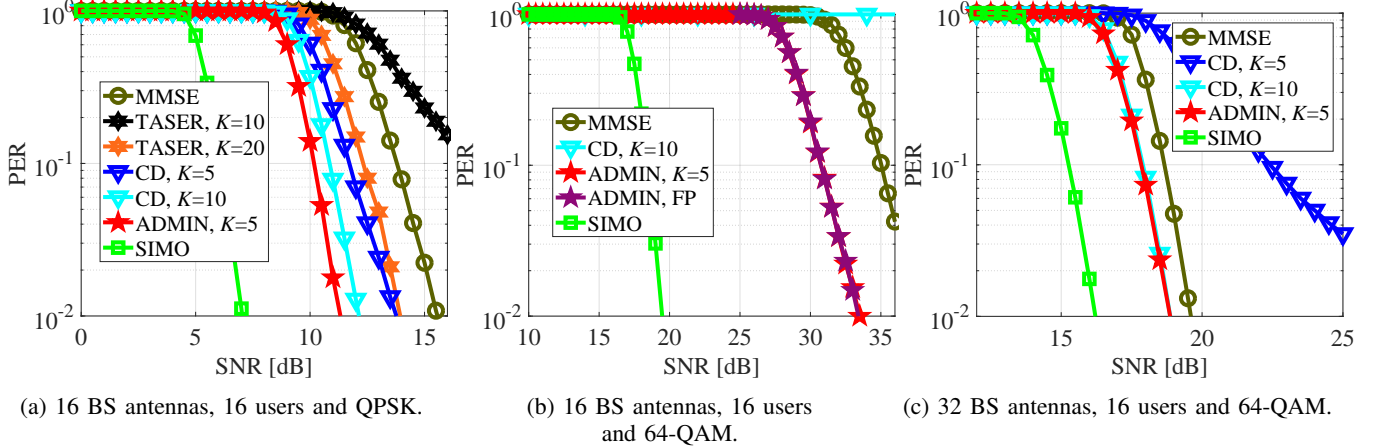 10^0
10^-1
10^-2
PER
0
5
10
15
SNR [dB]
MMSE
TASER, K=10
TASER, K=20
CD, K=5
CD, K=10
ADMIN, K=5
SIMO
(a) 16 BS antennas, 16 users and QPSK.
10^0
10^-1
10^-2
PER
10
15
20
25
30
35
SNR [dB]
MMSE
CD, K=10
ADMIN, K=5
ADMIN, FP
SIMO
(b) 16 BS antennas, 16 users
and 64-QAM.
10^0
10^-1
10^-2
PER
15
20
25
SNR [dB]
MMSE
CD, K=5
CD, K=10
ADMIN, K=5
SIMO
(c) 32 BS antennas, 16 users and 64-QAM.